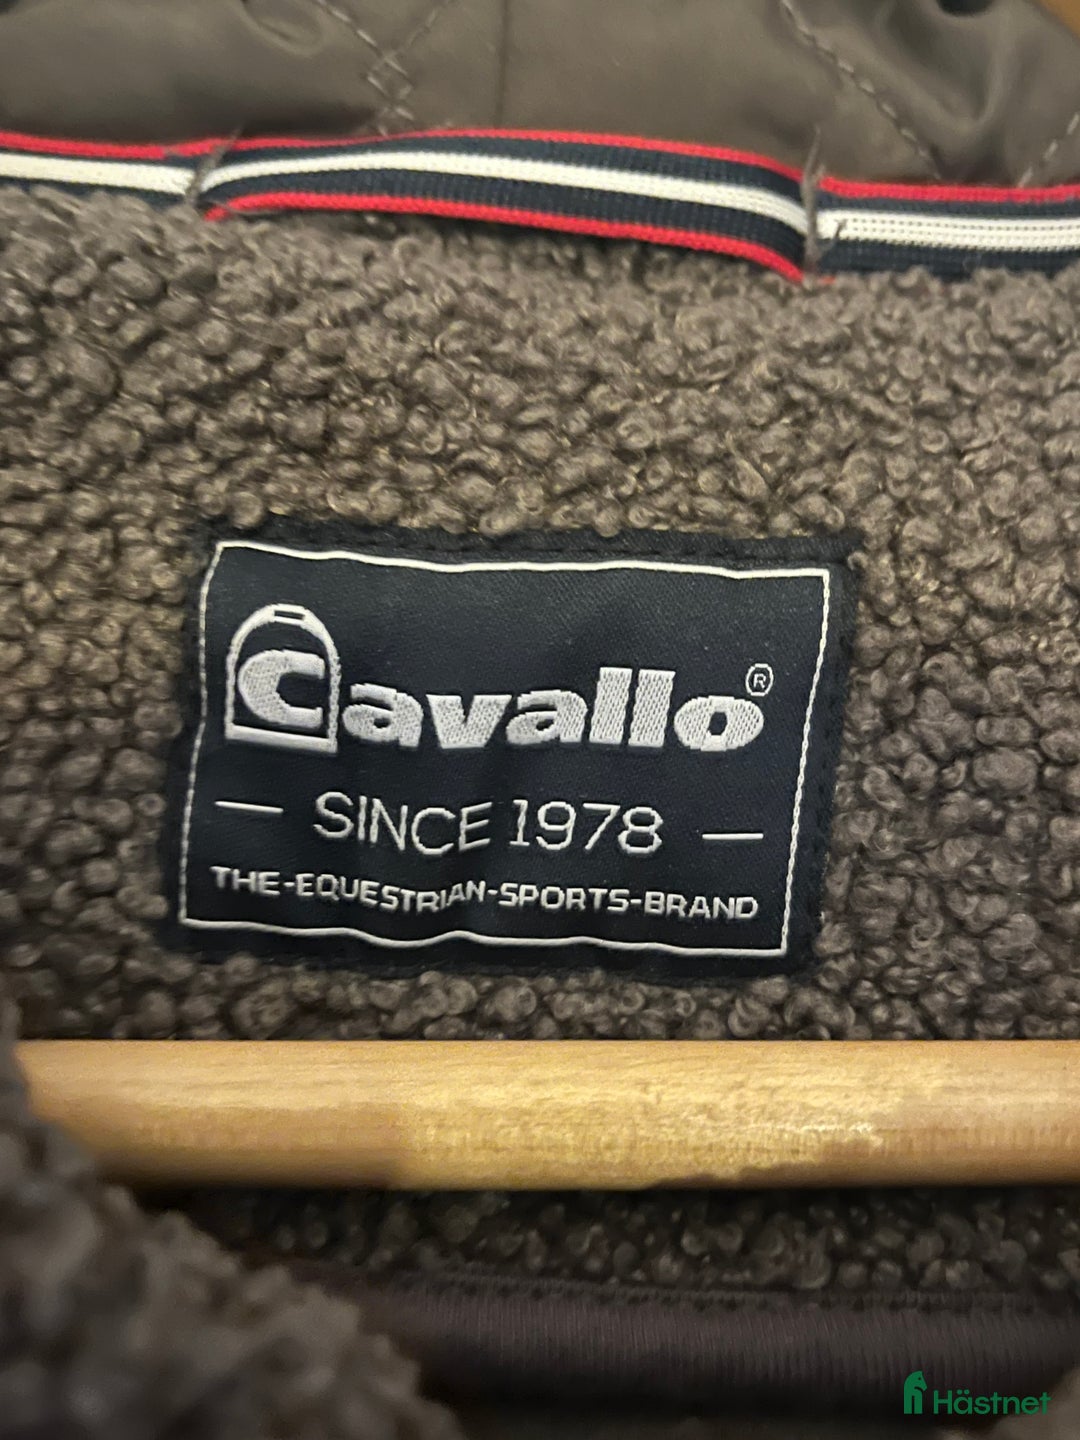 Cavallo®
— SINCE 1978 —
THE-EQUESTRIAN-SPORTS-BRAND
Hästnet